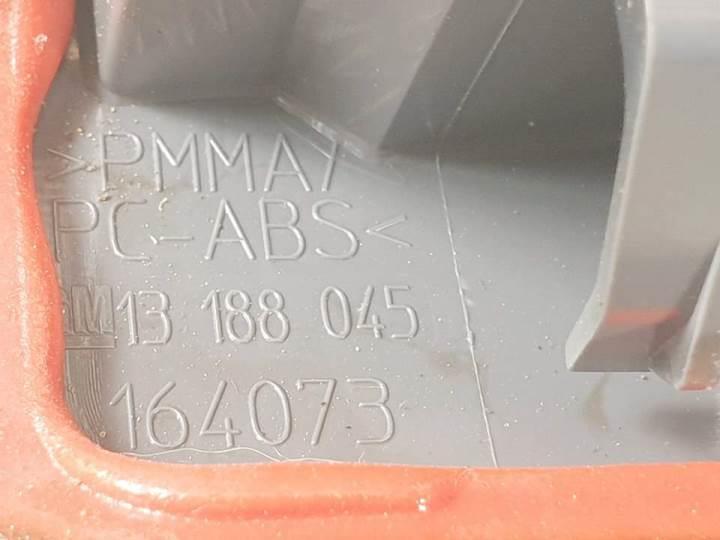 >PMMA/
PC-ABS<
GM 13 188 045
164073